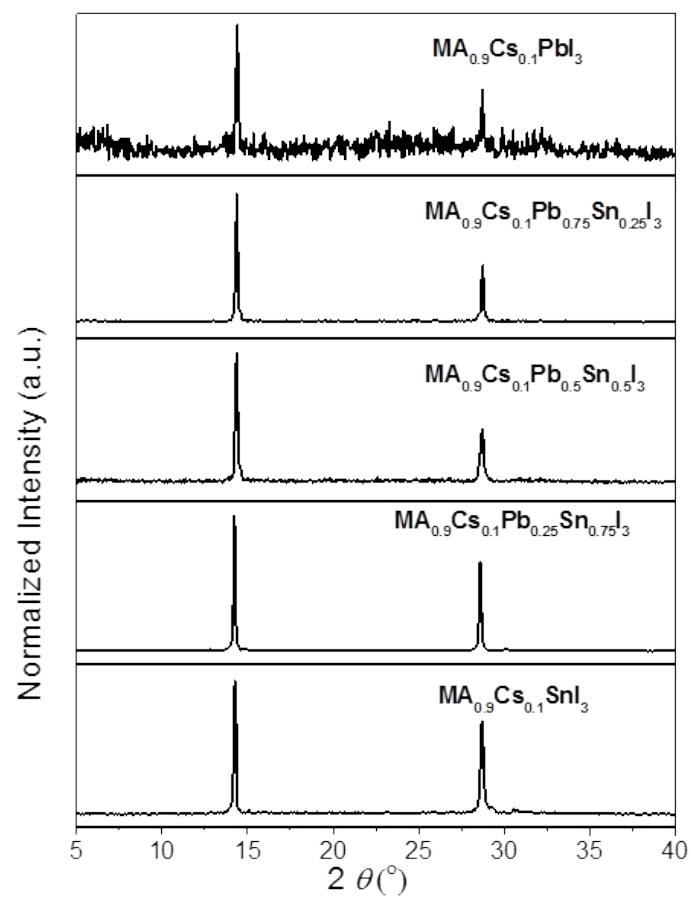 MA₀.₉Cs₀.₁PbI₃
MA₀.₉Cs₀.₁Pb₀.₇₅Sn₀.₂₅I₃
MA₀.₉Cs₀.₁Pb₀.₅Sn₀.₅I₃
MA₀.₉Cs₀.₁Pb₀.₂₅Sn₀.₇₅I₃
MA₀.₉Cs₀.₁SnI₃
Normalized Intensity (a.u.)
5 10 15 20 25 30 35 40
2 θ (°)